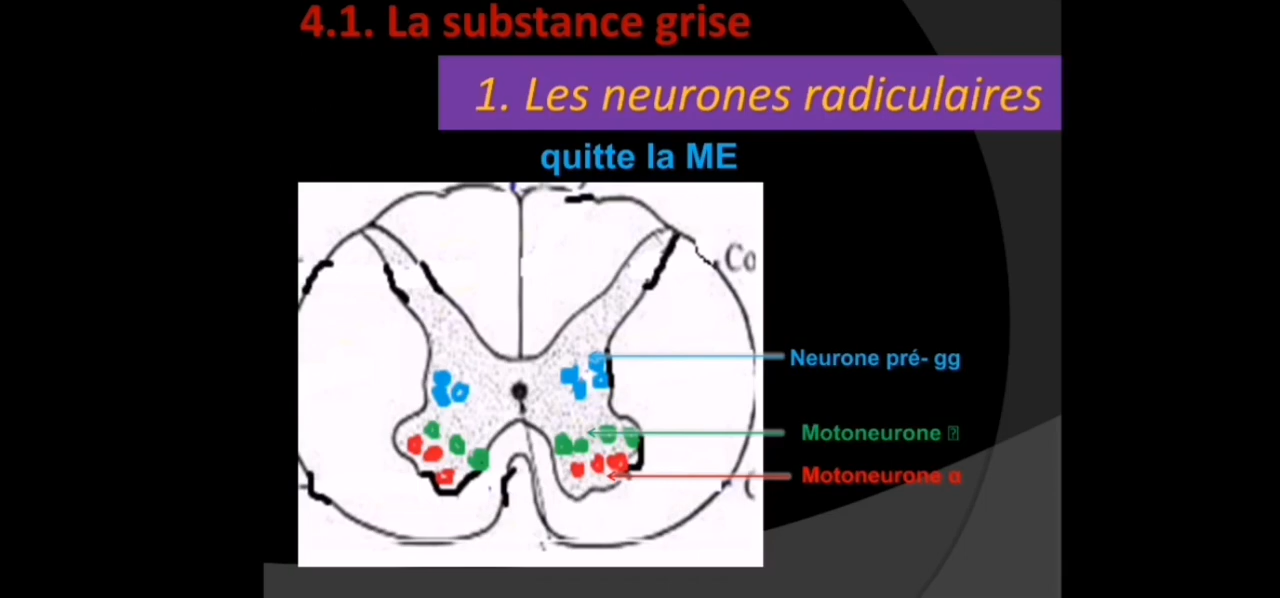 4.1. La substance grise
1. Les neurones radiculaires
quitte la ME
Co
Neurone pré- gg
Motoneurone
Motoneurone α